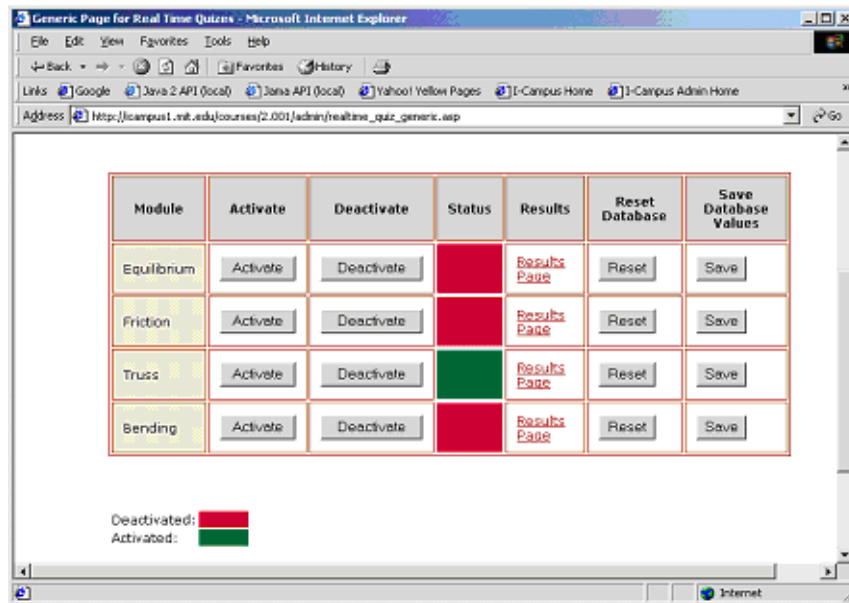 Generic Page for Real Time Quizes - Microsoft Internet Explorer
File Edit View Favorites Tools Help
Back Favorites History
Links Google Java 2 API (local) Jama API (local) Yahoo! Yellow Pages I-Campus Home I-Campus Admin Home
Address http://icampus1.mit.edu/courses/2.001/admin/realtime_quiz_generic.asp Go
Module Activate Deactivate Status Results Reset Database Save Database Values
Equilibrium Activate Deactivate Results Page Reset Save
Friction Activate Deactivate Results Page Reset Save
Truss Activate Deactivate Results Page Reset Save
Bending Activate Deactivate Results Page Reset Save
Deactivated:
Activated:
Internet